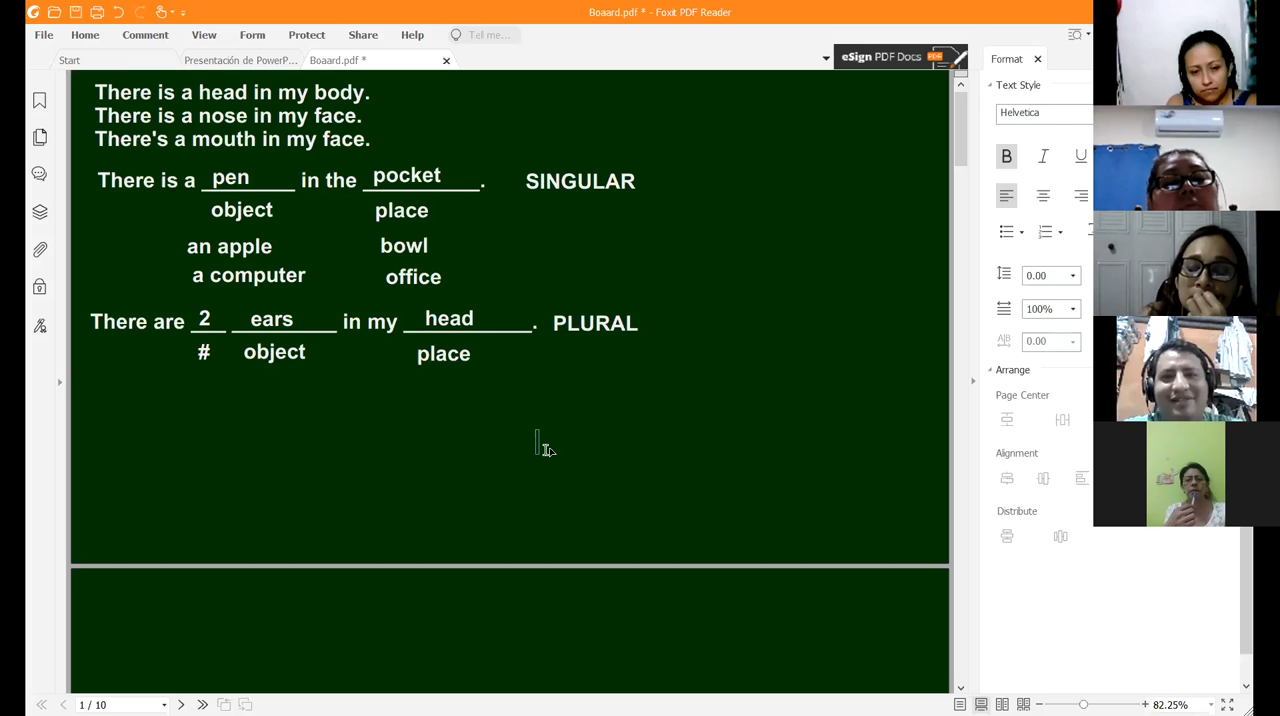 Boaard.pdf * - Foxit PDF Reader
File Home Comment View Form Protect Share Help Tell me...
Start Presentación de PowerP... Boaard.pdf * eSign PDF Docs
Format
Text Style
Helvetica
B I U
0.00
100%
0.00
Arrange
Page Center
Alignment
Distribute
There is a head in my body.
There is a nose in my face.
There's a mouth in my face.
There is a pen in the pocket. SINGULAR
object place
an apple bowl
a computer office
There are 2 ears in my head. PLURAL
# object place
1 / 10
82.25%